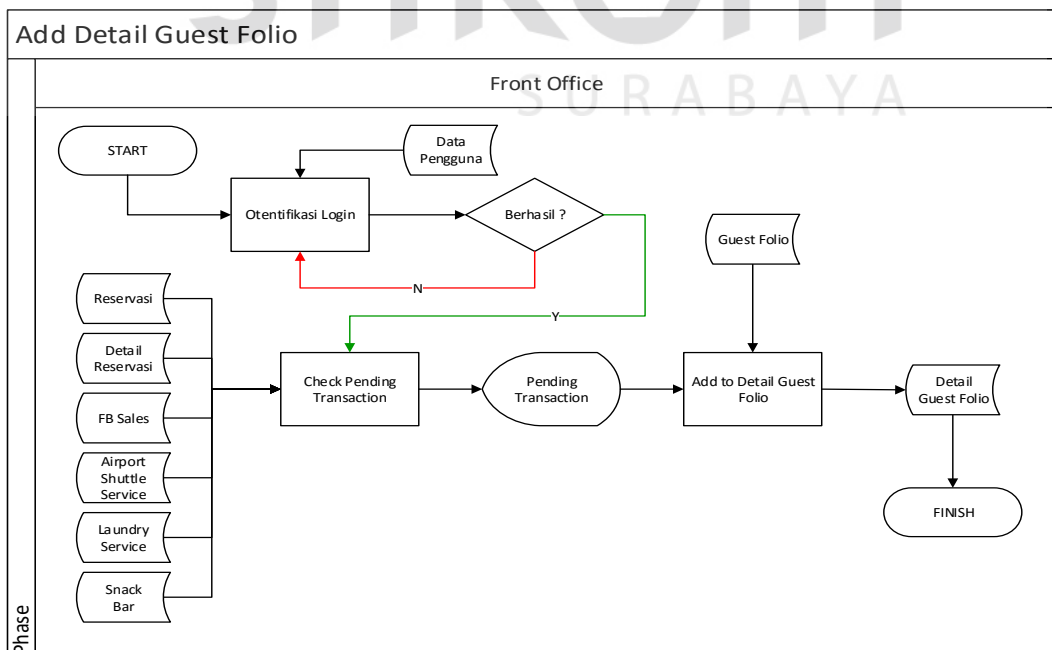 Add Detail Guest Folio
Front Office
SURABAYA
START
Data
Pengguna
Otentifikasi Login
Berhasil ?
Guest Folio
N
Y
Reservasi
Detail
Reservasi
FB Sales
Airport
Shuttle
Service
Laundry
Service
Snack
Bar
Check Pending
Transaction
Pending
Transaction
Add to Detail Guest
Folio
Detail
Guest Folio
FINISH
Phase